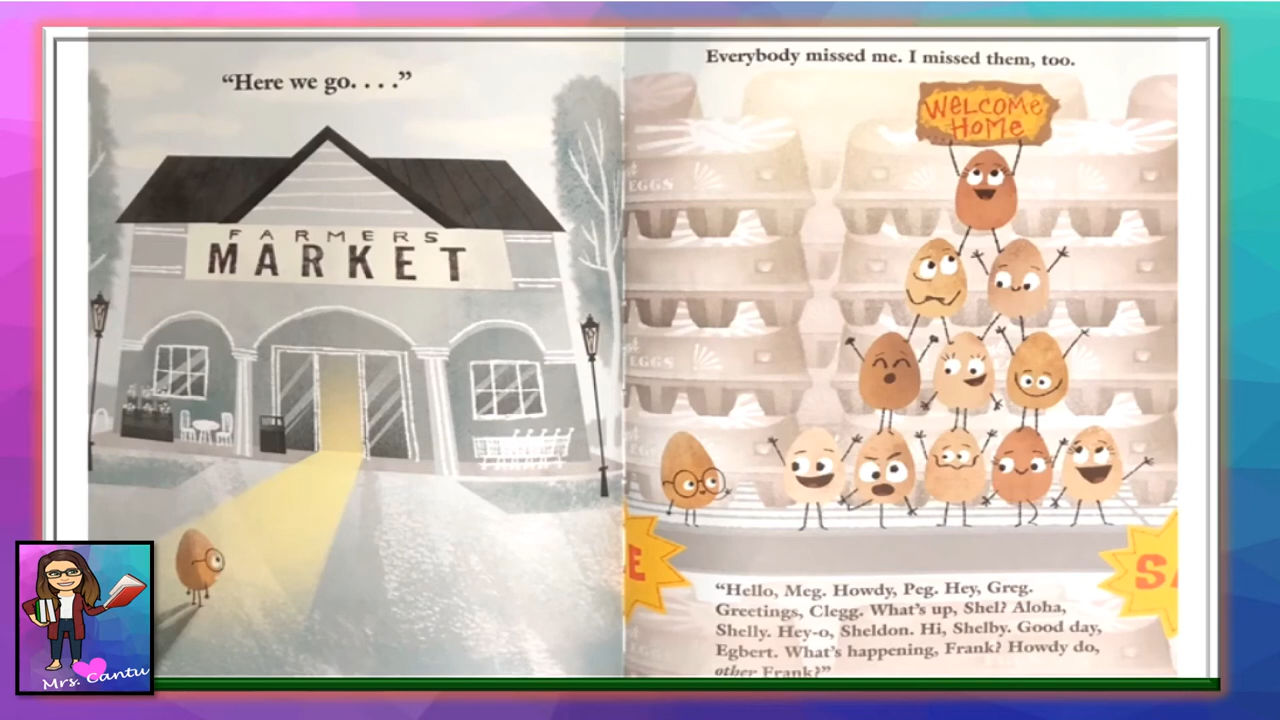 “Here we go. . . .”
FARMERS
MARKET
Everybody missed me. I missed them, too.
WELCOME
HOME
EGGS
EGGS
“Hello, Meg. Howdy, Peg. Hey, Greg.
Greetings, Clegg. What’s up, Shel? Aloha,
Shelly. Hey-o, Sheldon. Hi, Shelby. Good day,
Egbert. What’s happening, Frank? Howdy do,
other Frank?”
Mrs. Cantu